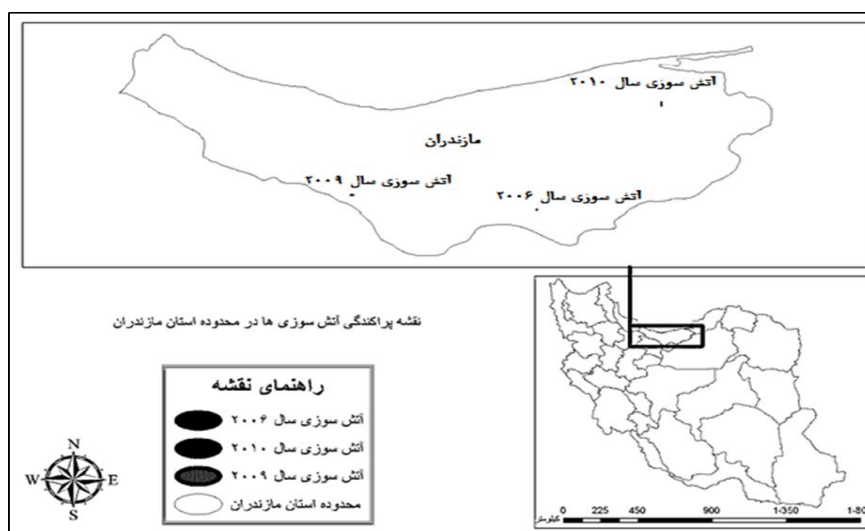 آتش سوزی سال ۲۰۱۰
مازندران
آتش سوزی سال ۲۰۰۹
آتش سوزی سال ۲۰۰۶
نقشه پراکندگی آتش سوزی ها در محدوده استان مازندران
راهنمای نقشه
آتش سوزی سال ۲۰۰۶
آتش سوزی سال ۲۰۱۰
آتش سوزی سال ۲۰۰۹
محدوده استان مازندران
N
W E
S
0 225 450 900 1٬350
کیلومتر